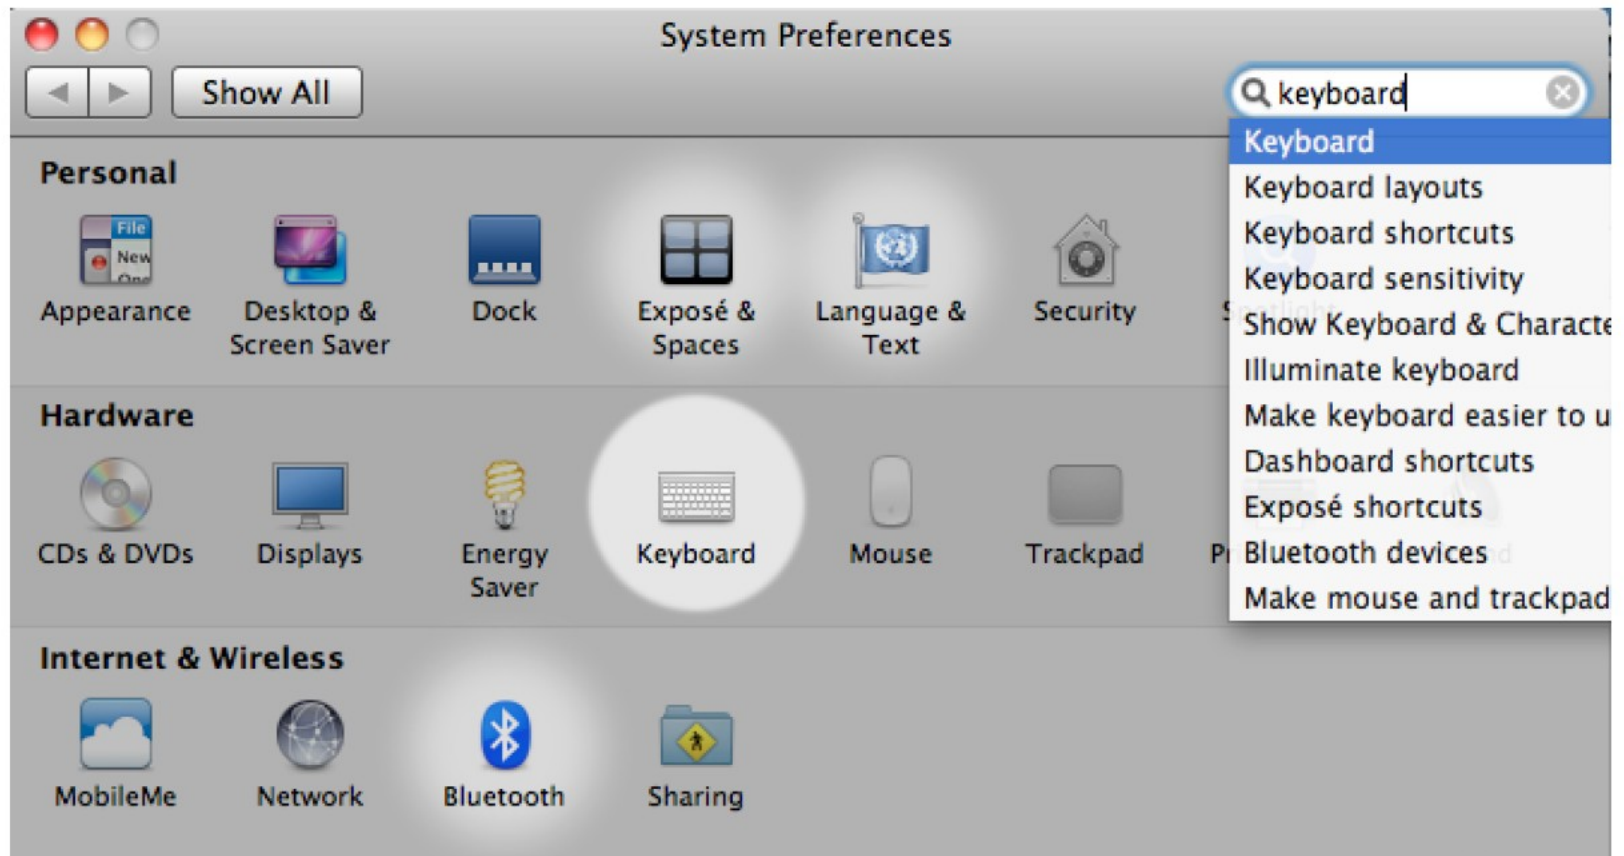 System Preferences
Show All
keyboard
Keyboard
Keyboard layouts
Keyboard shortcuts
Keyboard sensitivity
Show Keyboard & Characte
Illuminate keyboard
Make keyboard easier to u
Dashboard shortcuts
Exposé shortcuts
Bluetooth devices
Make mouse and trackpad
Personal
File
New
Appearance
Desktop &
Screen Saver
Dock
Exposé &
Spaces
Language &
Text
Security
Hardware
CDs & DVDs
Displays
Energy
Saver
Keyboard
Mouse
Trackpad
Internet & Wireless
MobileMe
Network
Bluetooth
Sharing